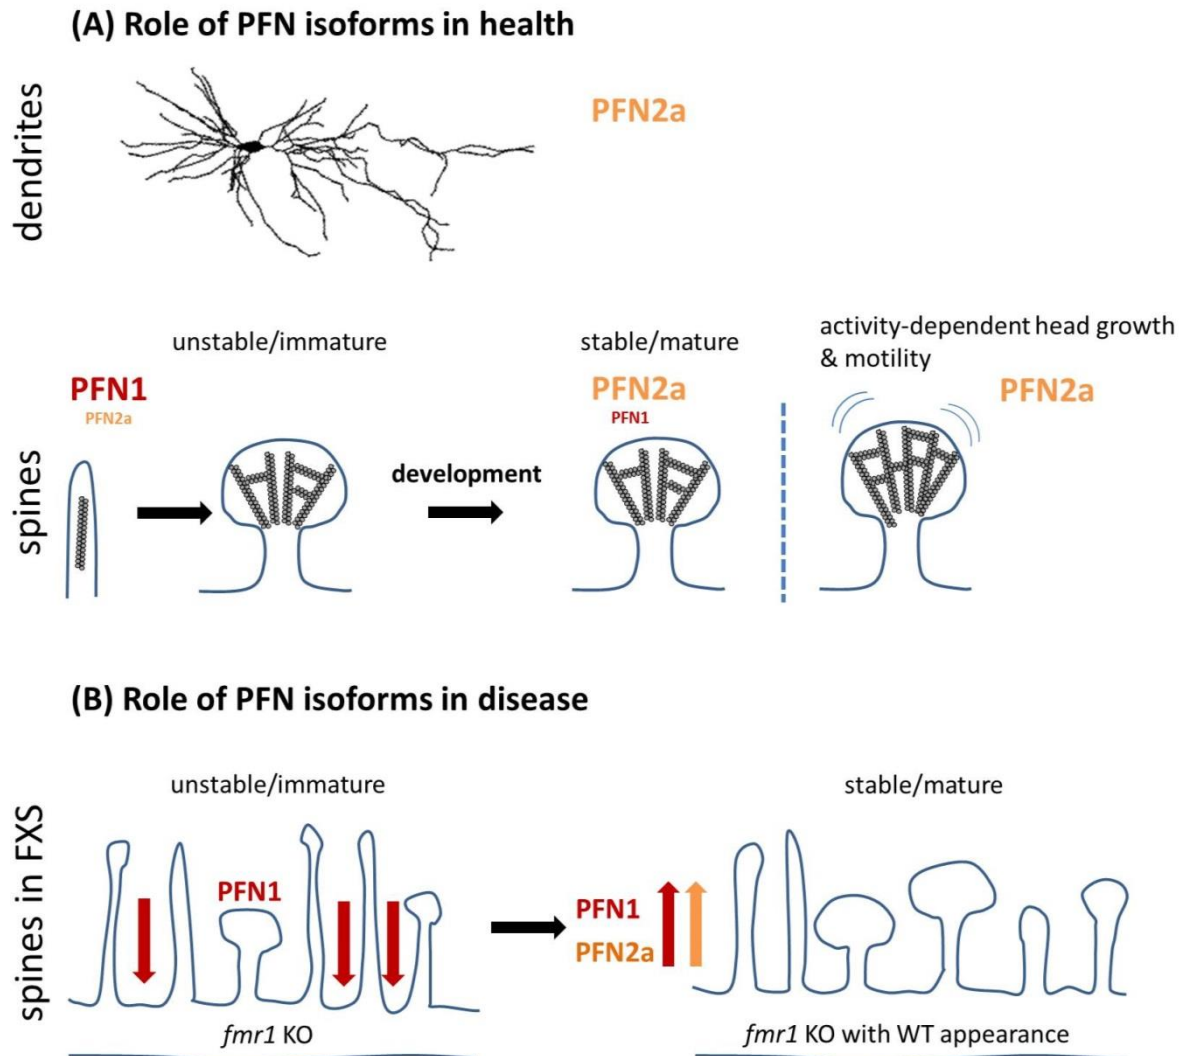 (A) Role of PFN isoforms in health
dendrites
PFN2a
unstable/immature
stable/mature
activity-dependent head growth
& motility
PFN1
PFN2a
PFN2a
PFN1
PFN2a
spines
development
(B) Role of PFN isoforms in disease
unstable/immature
stable/mature
spines in FXS
PFN1
PFN1
PFN2a
fmr1 KO
fmr1 KO with WT appearance